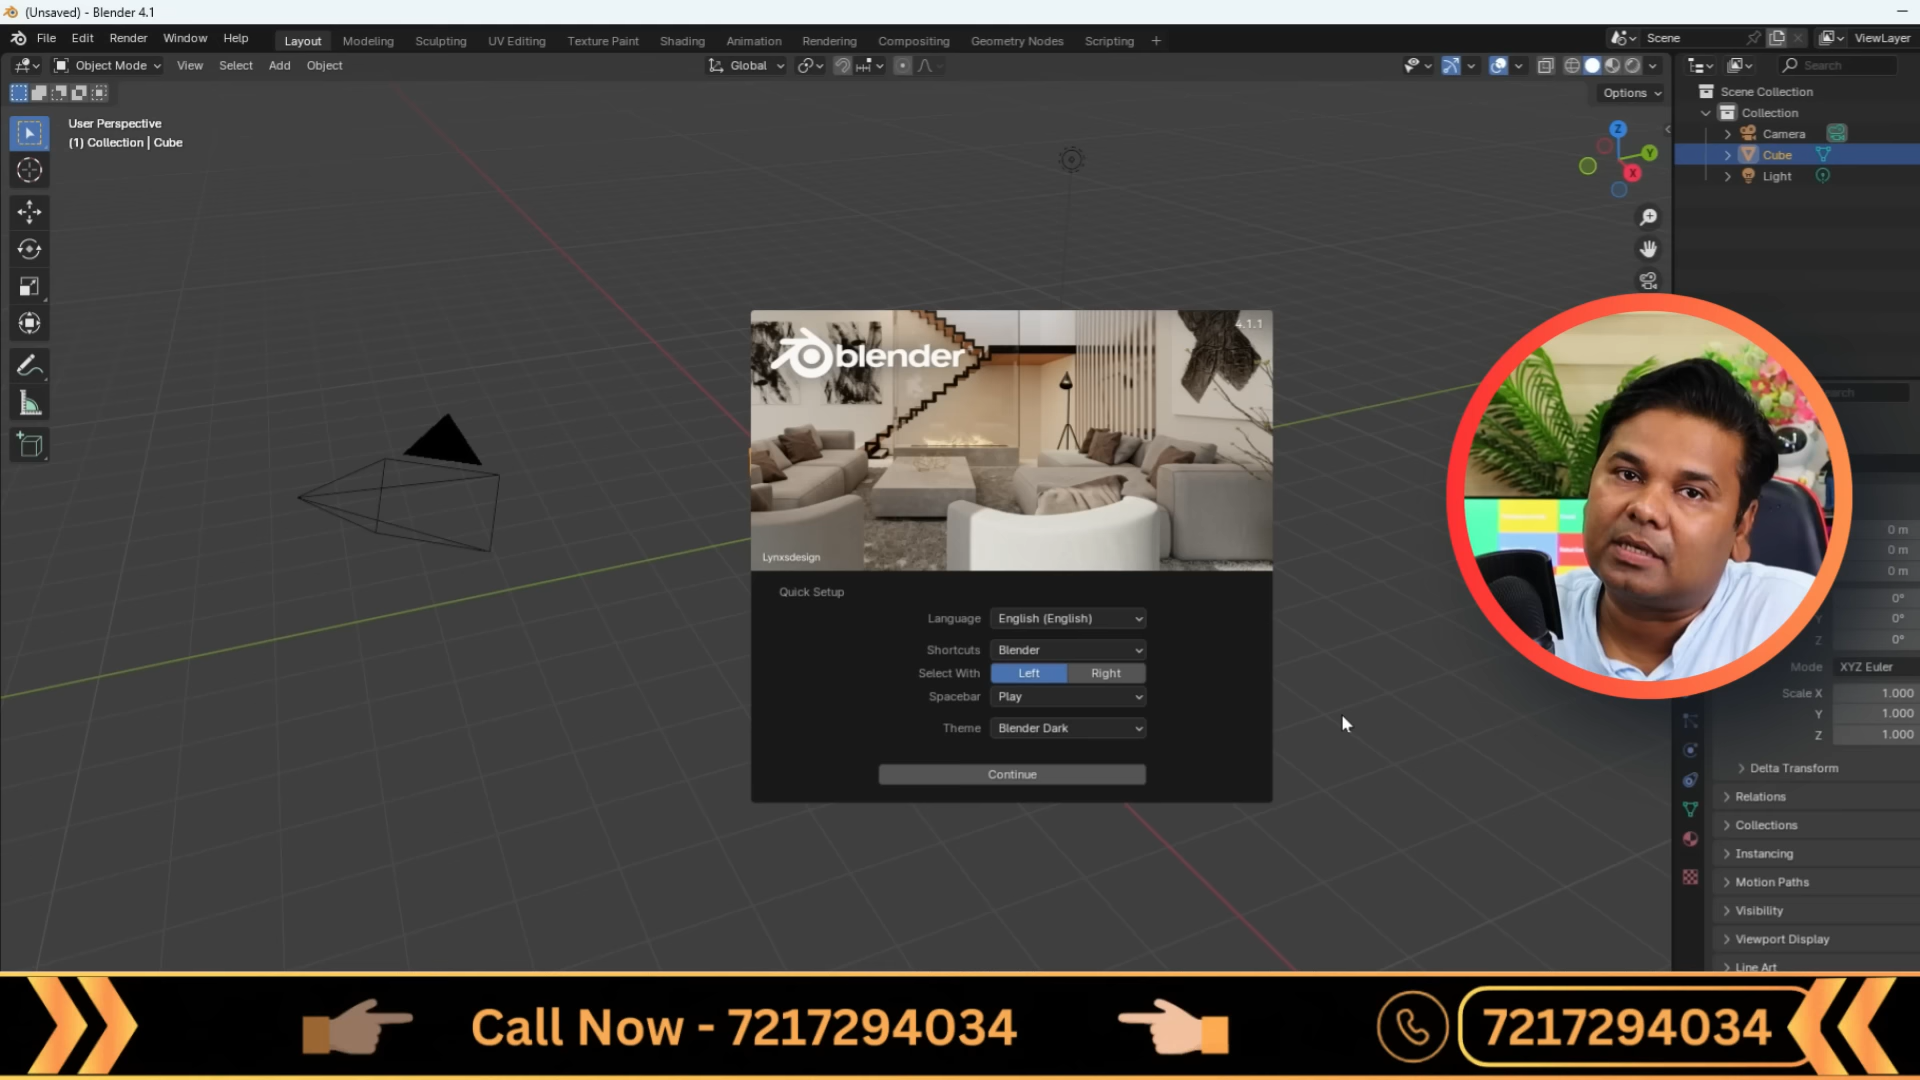 (Unsaved) - Blender 4.1
File Edit Render Window Help Layout Modeling Sculpting UV Editing Texture Paint Shading Animation Rendering Compositing Geometry Nodes Scripting + Scene ViewLayer
Object Mode View Select Add Object Global Search
Options
Scene Collection
User Perspective
(1) Collection | Cube
Collection
Camera
Cube
Light
Z
Y
X
4.1.1
blender
Lynxsdesign
Quick Setup
Language English (English)
Shortcuts Blender
Select With Left Right
Spacebar Play
Theme Blender Dark
Continue
0 m
0 m
0 m
0°
0°
Z 0°
Mode XYZ Euler
Scale X 1.000
Y 1.000
Z 1.000
Delta Transform
Relations
Collections
Instancing
Motion Paths
Visibility
Viewport Display
Line Art
Call Now - 7217294034
7217294034